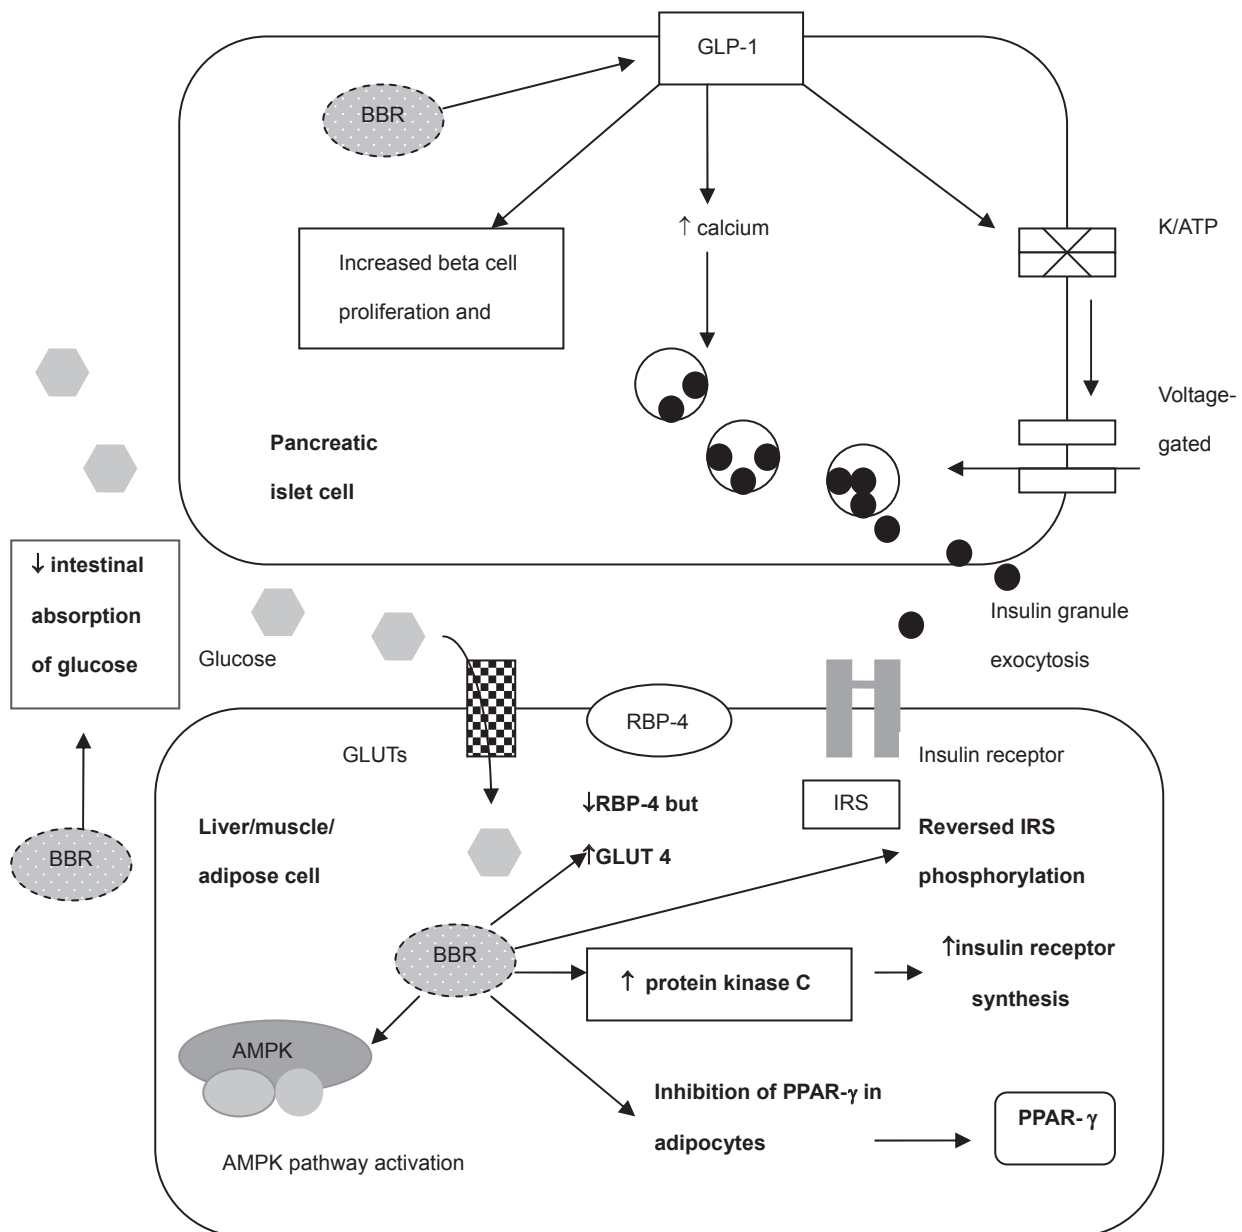 GLP-1
BBR
K/ATP
↑ calcium
Increased beta cell
proliferation and
Voltage-
gated
Pancreatic
islet cell
↓ intestinal
absorption
of glucose
Insulin granule
exocytosis
Glucose
RBP-4
GLUTs
Insulin receptor
IRS
↓RBP-4 but
↑GLUT 4
Liver/muscle/
adipose cell
Reversed IRS
phosphorylation
BBR
BBR
↑ protein kinase C
↑insulin receptor
synthesis
AMPK
Inhibition of PPAR-γ in
adipocytes
PPAR- γ
AMPK pathway activation